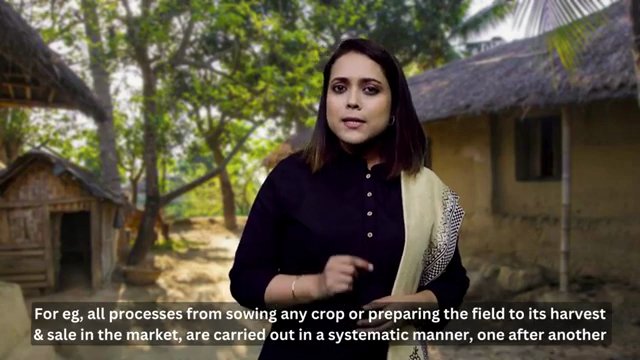 For eg, all processes from sowing any crop or preparing the field to its harvest
& sale in the market, are carried out in a systematic manner, one after another